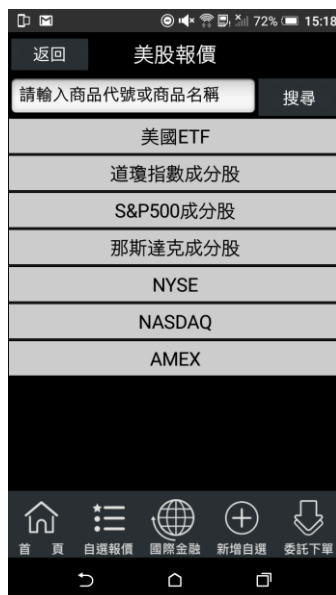 72% 15:18
返回 美股報價
請輸入商品代號或商品名稱 搜尋
美國ETF
道瓊指數成分股
S&P500成分股
那斯達克成分股
NYSE
NASDAQ
AMEX
首頁 自選報價 國際金融 新增自選 委託下單